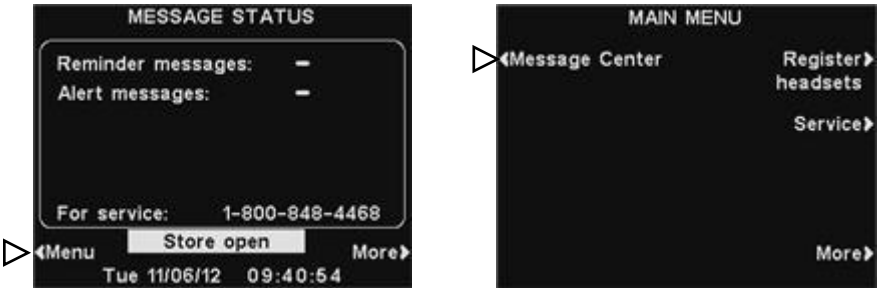 MESSAGE STATUS
Reminder messages: –
Alert messages: –
For service: 1-800-848-4468
Store open
◂Menu More▸
Tue 11/06/12 09:40:54
MAIN MENU
◂Message Center Register▸
headsets
Service▸
More▸